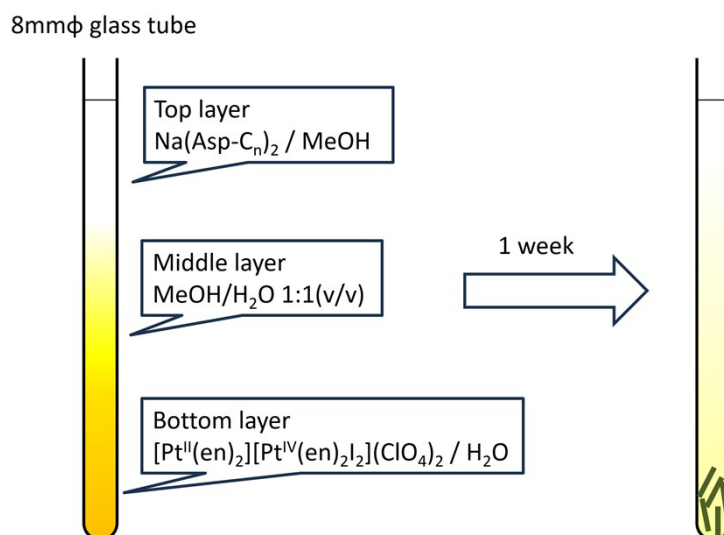 8mmϕ glass tube
Top layer
Na(Asp-Cₙ)₂ / MeOH
Middle layer
MeOH/H₂O 1:1(v/v)
1 week
Bottom layer
[Ptᴵᴵ(en)₂][Ptᴵⱽ(en)₂I₂](ClO₄)₂ / H₂O